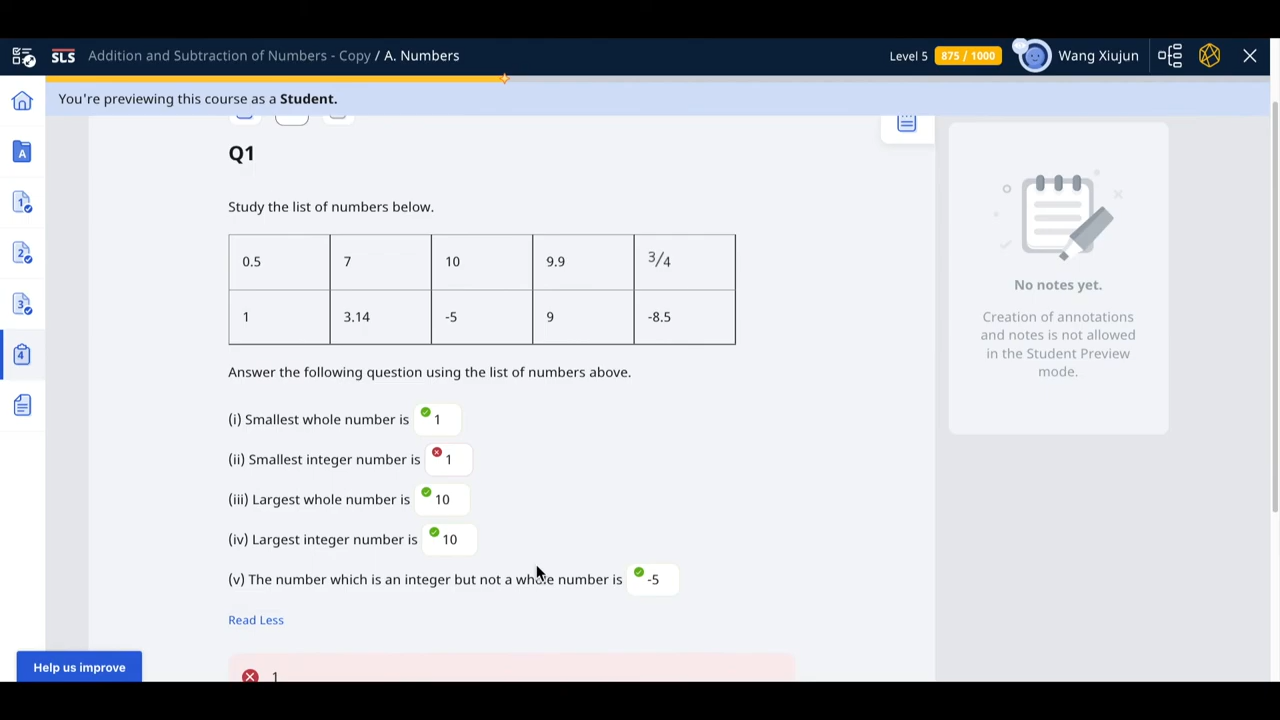 SLS Addition and Subtraction of Numbers - Copy / A. Numbers
Level 5 875 / 1000 Wang Xiujun
You're previewing this course as a Student.
A
1
2
3
4
Q1
Study the list of numbers below.
0.5 7 10 9.9 3/4
1 3.14 -5 9 -8.5
Answer the following question using the list of numbers above.
(i) Smallest whole number is 1
(ii) Smallest integer number is 1
(iii) Largest whole number is 10
(iv) Largest integer number is 10
(v) The number which is an integer but not a whole number is -5
Read Less
1
No notes yet.
Creation of annotations
and notes is not allowed
in the Student Preview
mode.
Help us improve